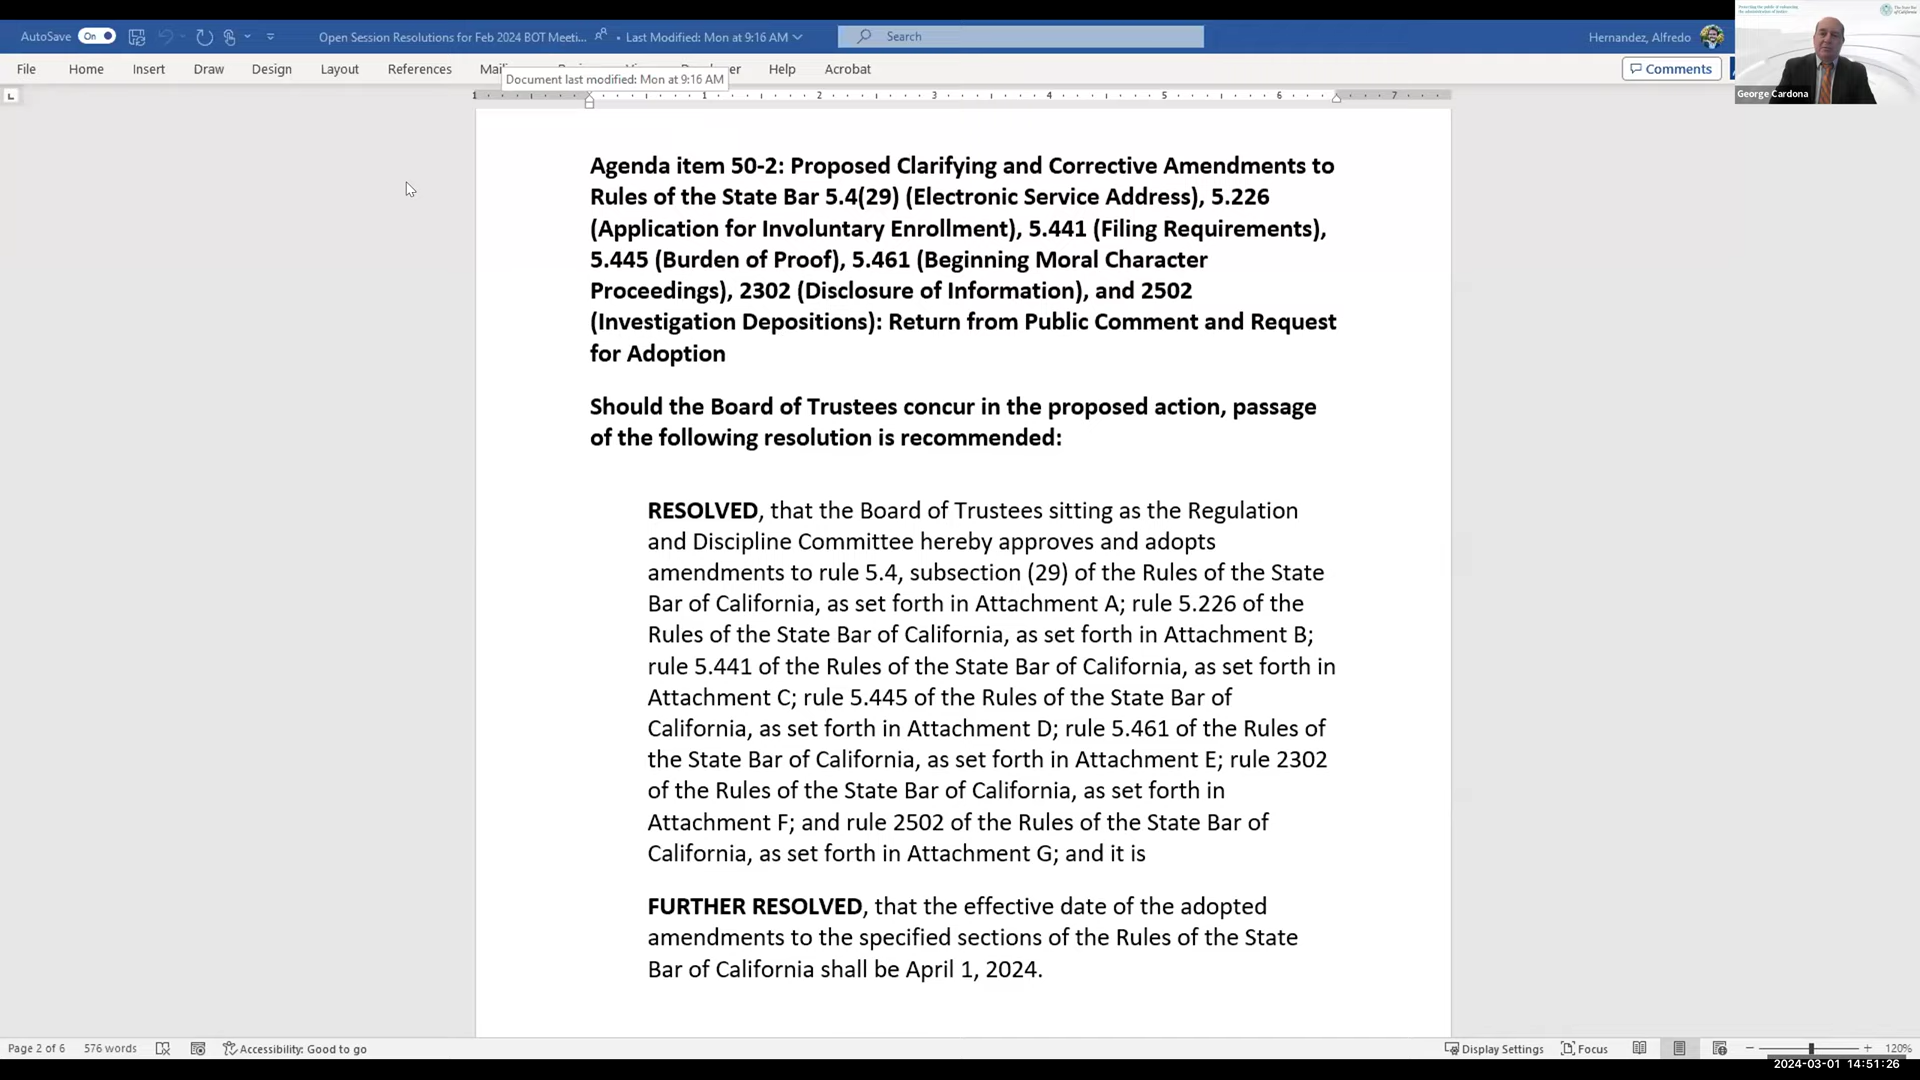 AutoSave On Open Session Resolutions for Feb 2024 BOT Meeti... • Last Modified: Mon at 9:16 AM Search Hernandez, Alfredo
File Home Insert Draw Design Layout References Help Acrobat Comments
Document last modified: Mon at 9:16 AM
George Cardona
1 1 2 3 4 5 6 7
Agenda item 50-2: Proposed Clarifying and Corrective Amendments to
Rules of the State Bar 5.4(29) (Electronic Service Address), 5.226
(Application for Involuntary Enrollment), 5.441 (Filing Requirements),
5.445 (Burden of Proof), 5.461 (Beginning Moral Character
Proceedings), 2302 (Disclosure of Information), and 2502
(Investigation Depositions): Return from Public Comment and Request
for Adoption
Should the Board of Trustees concur in the proposed action, passage
of the following resolution is recommended:
RESOLVED, that the Board of Trustees sitting as the Regulation
and Discipline Committee hereby approves and adopts
amendments to rule 5.4, subsection (29) of the Rules of the State
Bar of California, as set forth in Attachment A; rule 5.226 of the
Rules of the State Bar of California, as set forth in Attachment B;
rule 5.441 of the Rules of the State Bar of California, as set forth in
Attachment C; rule 5.445 of the Rules of the State Bar of
California, as set forth in Attachment D; rule 5.461 of the Rules of
the State Bar of California, as set forth in Attachment E; rule 2302
of the Rules of the State Bar of California, as set forth in
Attachment F; and rule 2502 of the Rules of the State Bar of
California, as set forth in Attachment G; and it is
FURTHER RESOLVED, that the effective date of the adopted
amendments to the specified sections of the Rules of the State
Bar of California shall be April 1, 2024.
Page 2 of 6 576 words Accessibility: Good to go Display Settings Focus 120%
2024-03-01 14:51:26